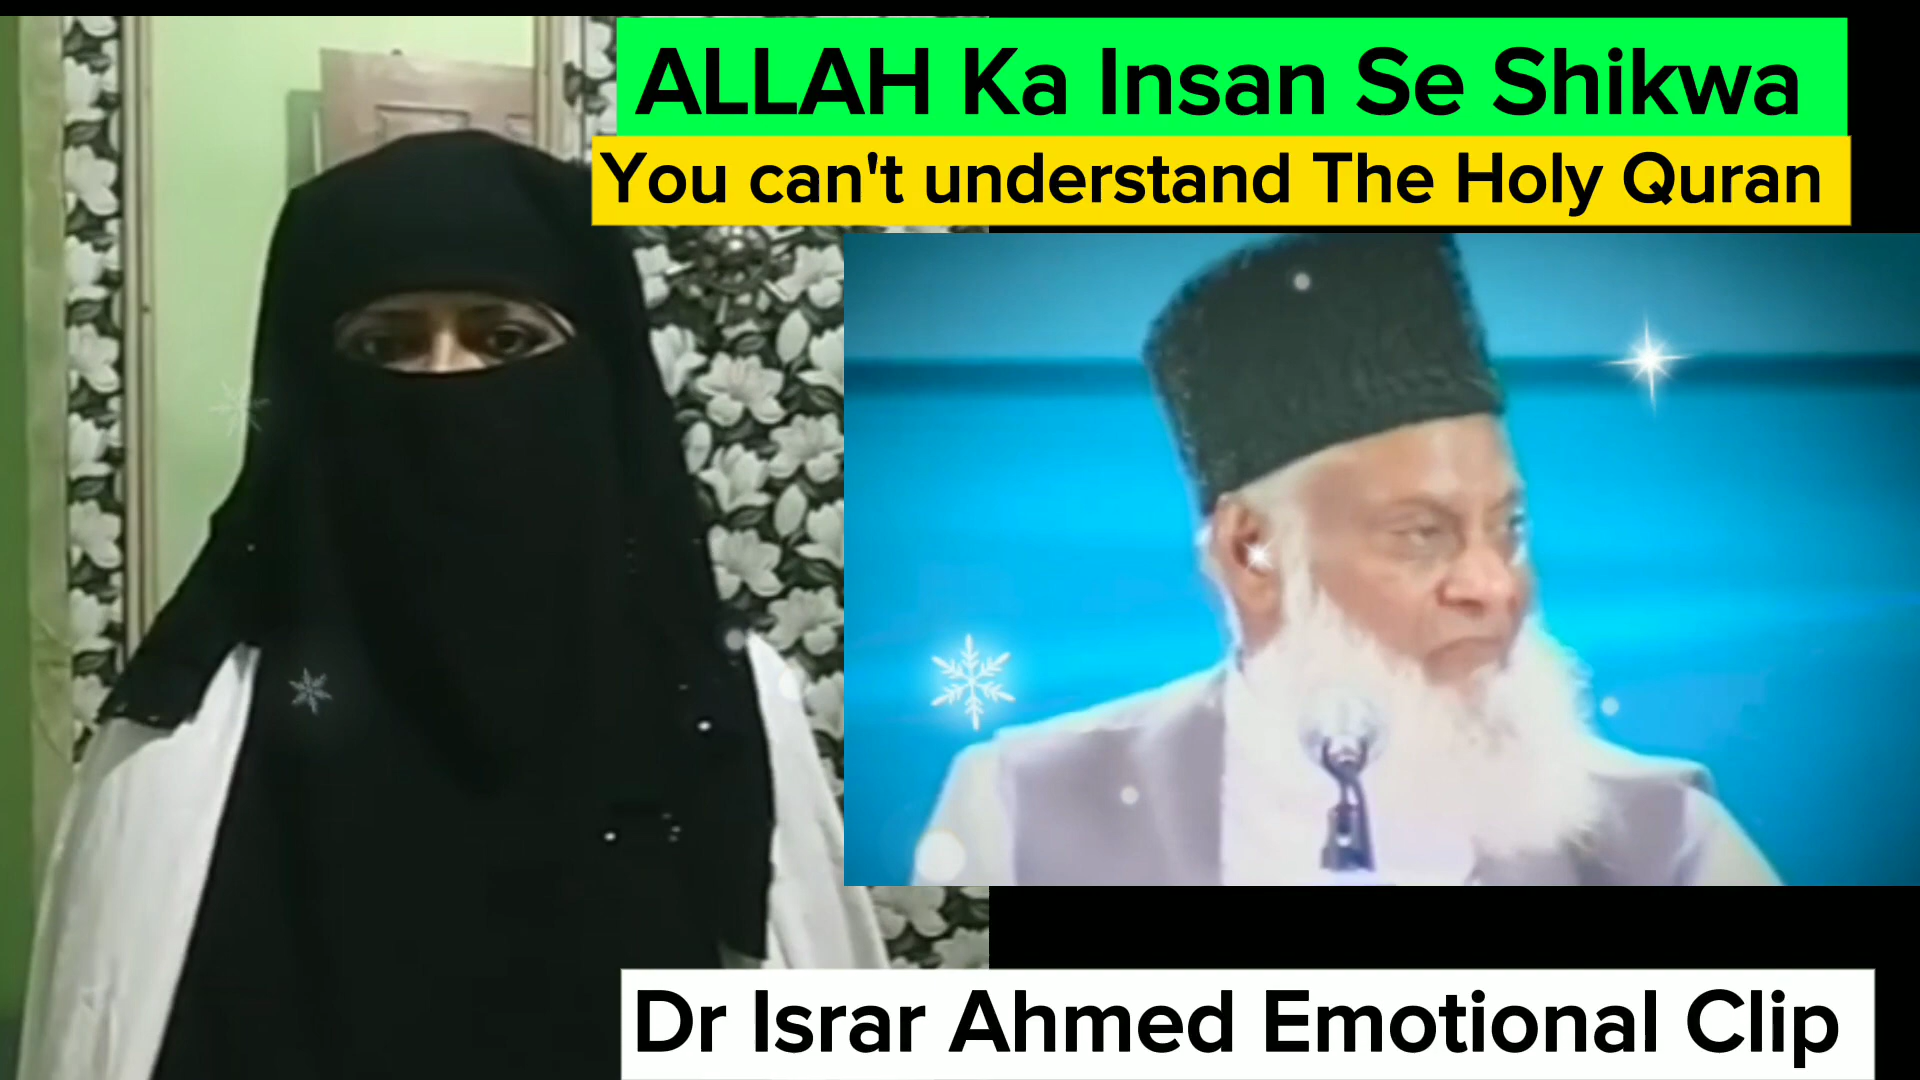 ALLAH Ka Insan Se Shikwa
You can't understand The Holy Quran
Dr Israr Ahmed Emotional Clip